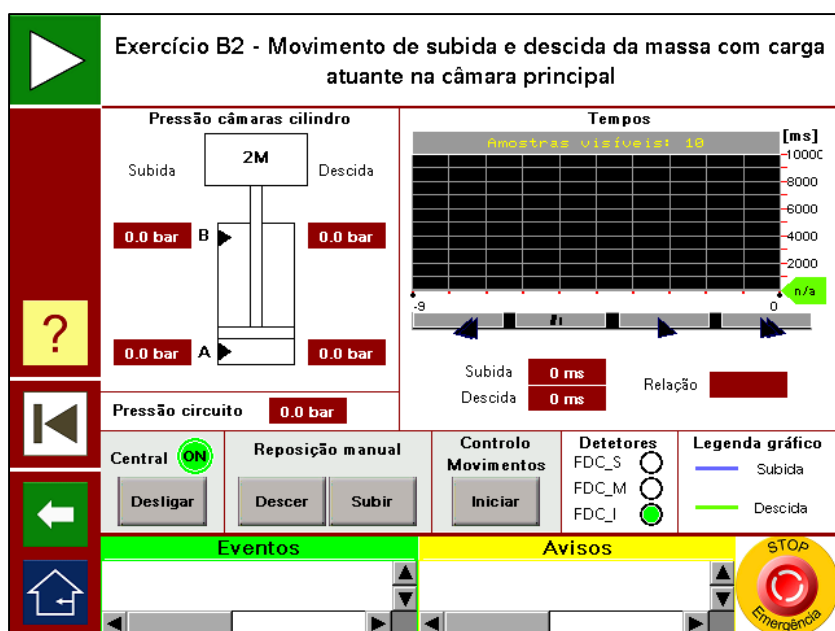 Exercício B2 - Movimento de subida e descida da massa com carga
atuante na câmara principal
Pressão câmaras cilindro
Subida
2M
Descida
0.0 bar
B
0.0 bar
0.0 bar
A
0.0 bar
Pressão circuito
0.0 bar
Tempos
[ms]
Amostras visíveis: 10
10000
8000
6000
4000
2000
n/a
-9
0
Subida
0 ms
Descida
0 ms
Relação
?
Central
ON
Desligar
Reposição manual
Descer
Subir
Controlo
Movimentos
Iniciar
Detetores
FDC_S
FDC_M
FDC_I
Legenda gráfico
Subida
Descida
Eventos
Avisos
STOP
Emergência